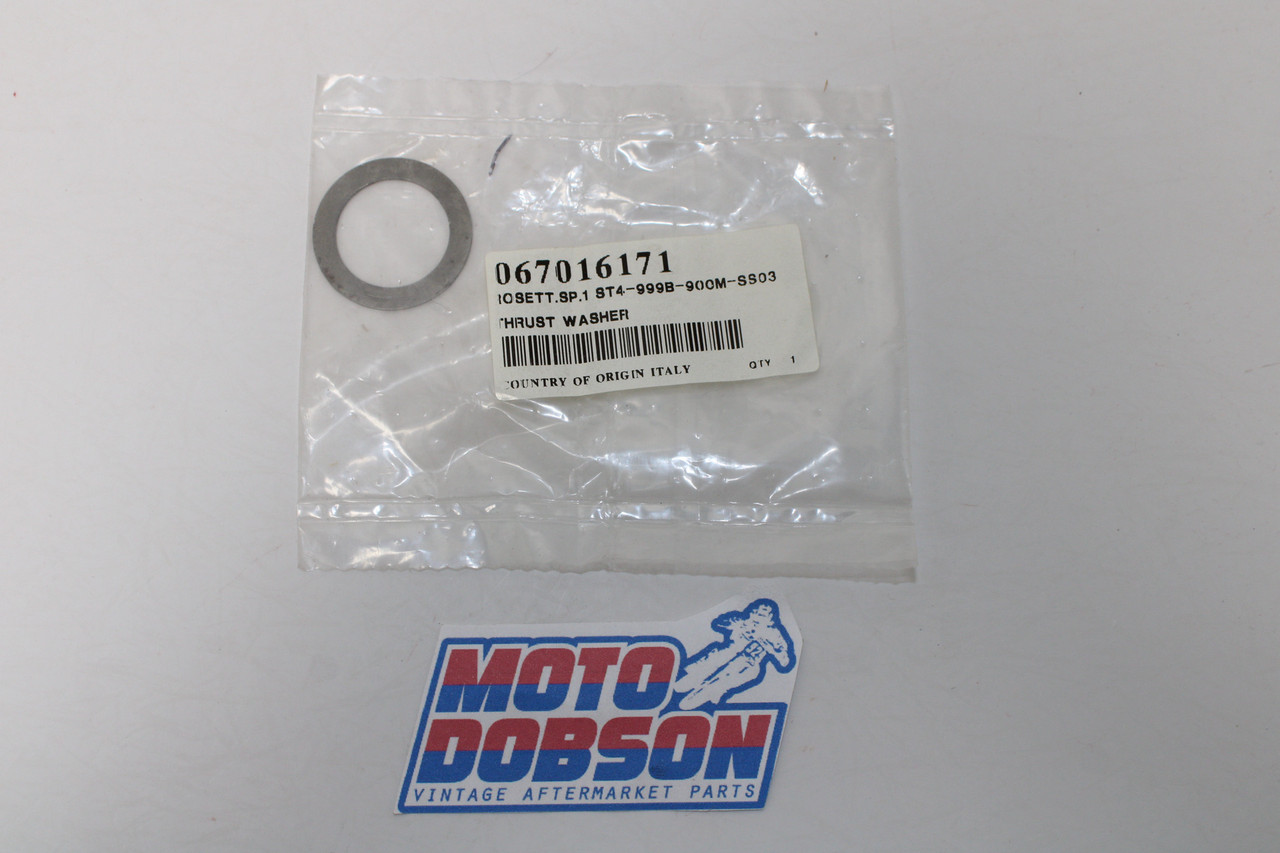 067016171
ROSETT.SP.1 ST4-999B-900M-SS03
THRUST WASHER
COUNTRY OF ORIGIN ITALY QTY 1
MOTO
DOBSON
VINTAGE AFTERMARKET PARTS